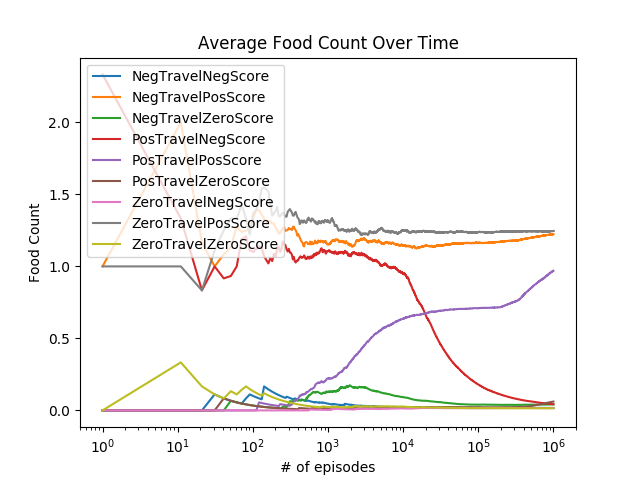 Average Food Count Over Time
NegTravelNegScore
NegTravelPosScore
NegTravelZeroScore
PosTravelNegScore
PosTravelPosScore
PosTravelZeroScore
ZeroTravelNegScore
ZeroTravelPosScore
ZeroTravelZeroScore
Food Count
2.0
1.5
1.0
0.5
0.0
10⁰ 10¹ 10² 10³ 10⁴ 10⁵ 10⁶
# of episodes